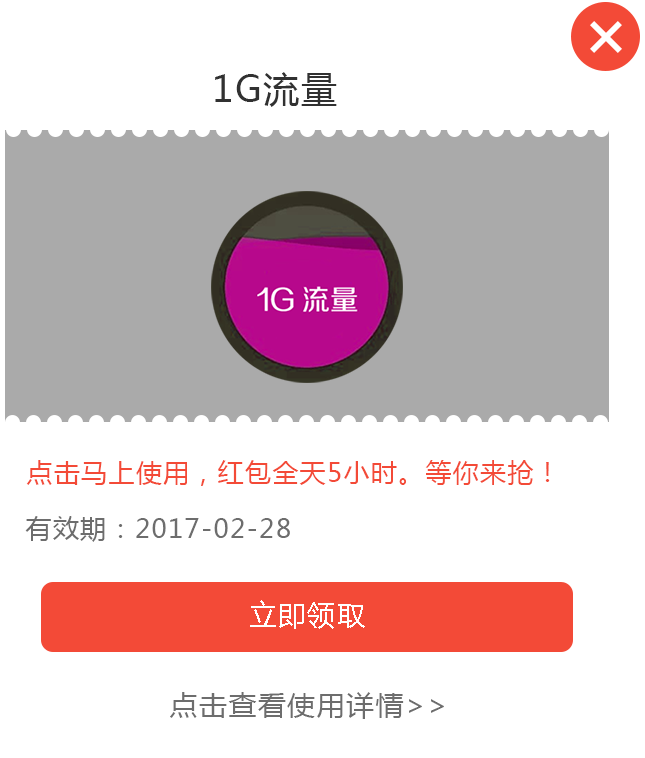 1G流量
1G 流量
点击马上使用，红包全天5小时。等你来抢！
有效期：2017-02-28
立即领取
点击查看使用详情>>